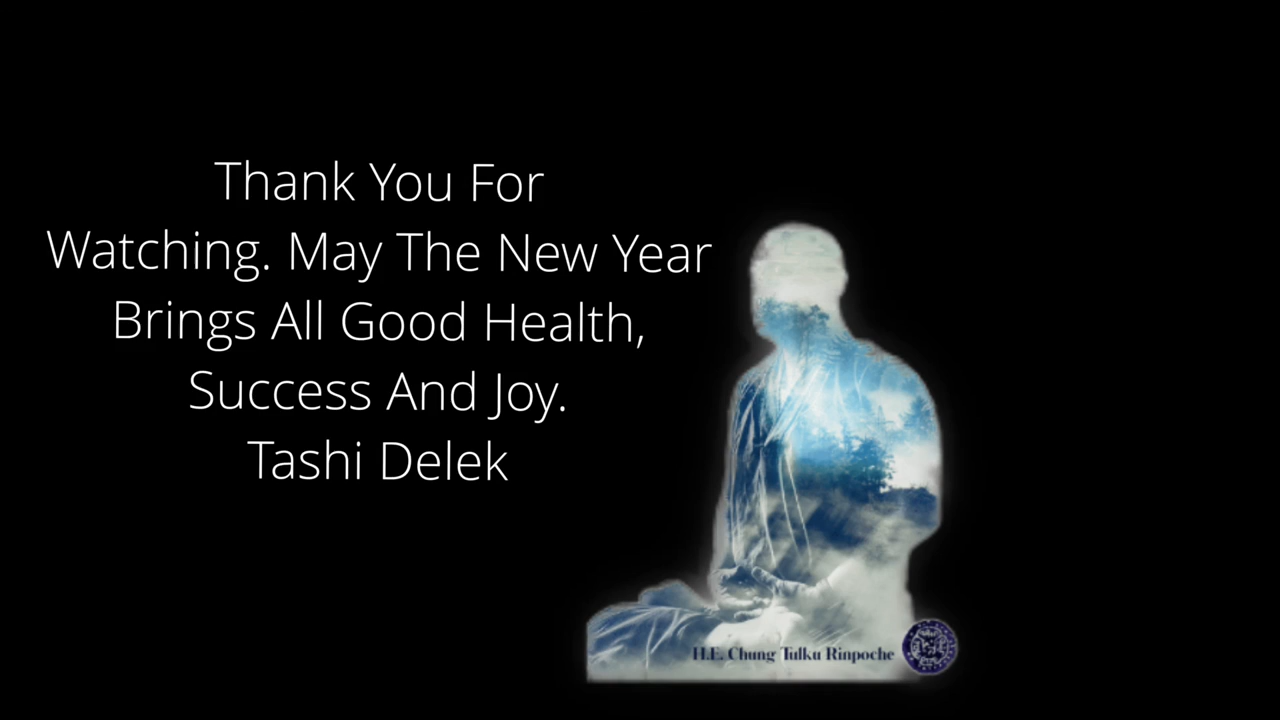 Thank You For
Watching. May The New Year
Brings All Good Health,
Success And Joy.
Tashi Delek
H.E. Chung Tulku Rinpoche